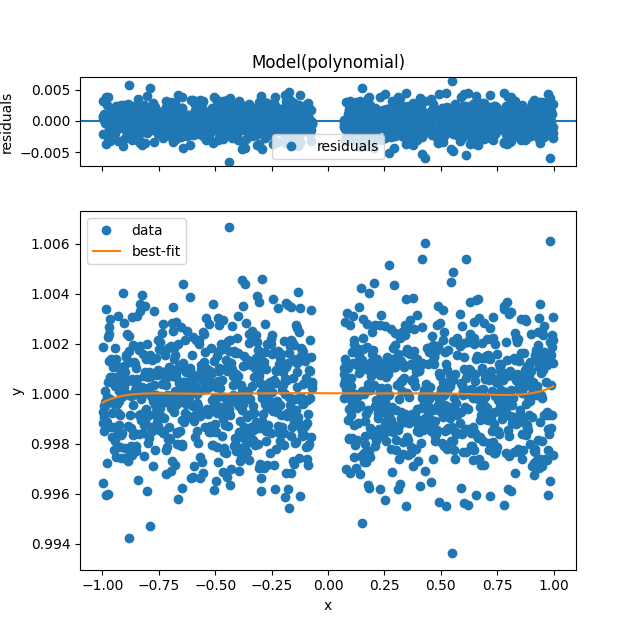 Model(polynomial)
0.005
0.000
−0.005
residuals
residuals
data
best-fit
1.006
1.004
1.002
1.000
0.998
0.996
0.994
y
−1.00 −0.75 −0.50 −0.25 0.00 0.25 0.50 0.75 1.00
x